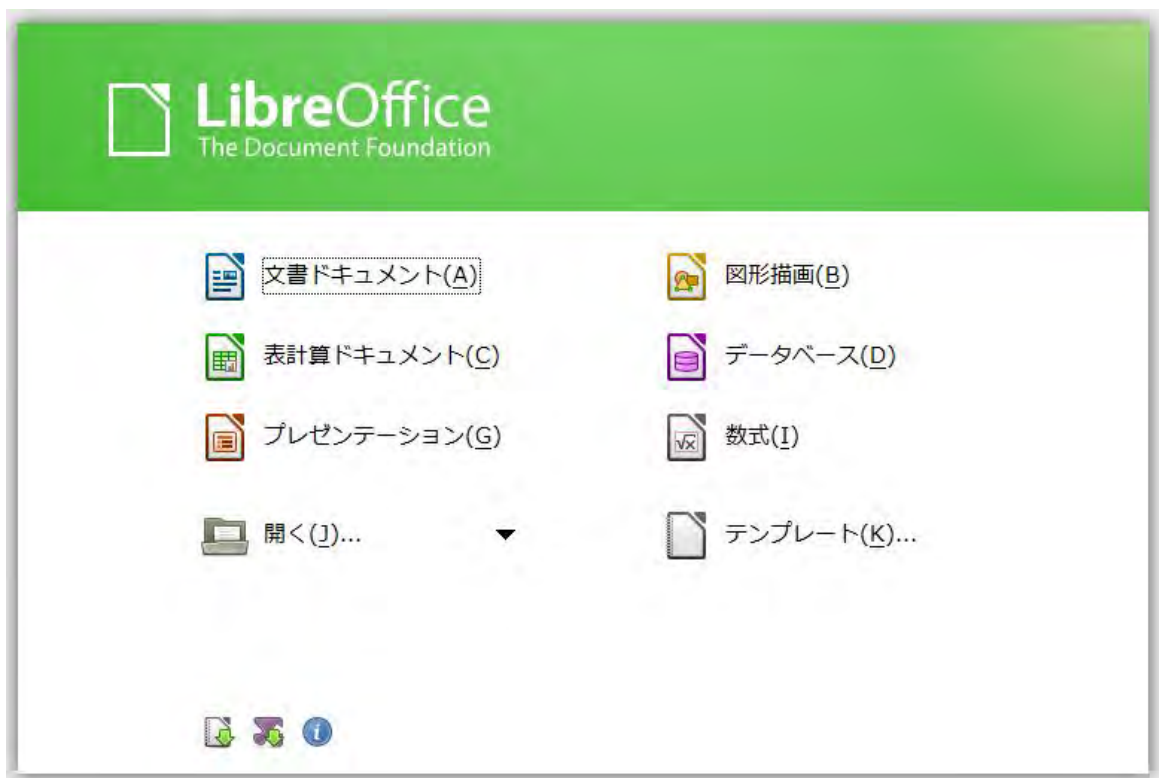 LibreOffice
The Document Foundation
文書ドキュメント(A)
図形描画(B)
表計算ドキュメント(C)
データベース(D)
プレゼンテーション(G)
数式(I)
開く(J)...
テンプレート(K)...